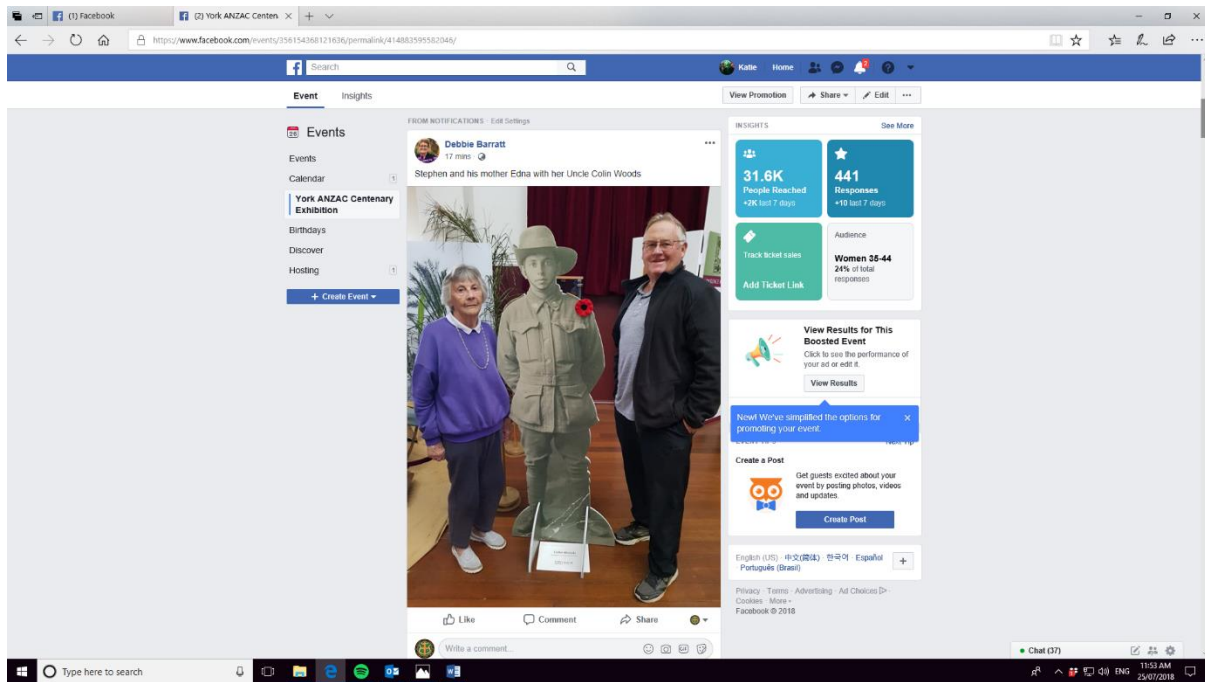 (1) Facebook
(2) York ANZAC Centen
https://www.facebook.com/events/356154368121636/permalink/414883595582046/
Search
Katie Home
2
Event Insights
View Promotion Share Edit
Events
Events
Calendar 1
York ANZAC Centenary
Exhibition
Birthdays
Discover
Hosting 1
+ Create Event
FROM NOTIFICATIONS · Edit Settings
Debbie Barratt
17 mins ·
Stephen and his mother Edna with her Uncle Colin Woods
Like Comment Share
Write a comment...
GIF
INSIGHTS See More
31.6K
People Reached
+2K last 7 days
441
Responses
+10 last 7 days
Track ticket sales
Add Ticket Link
Audience
Women 35-44
24% of total
responses
View Results for This
Boosted Event
Click to see the performance of
your ad or edit it.
View Results
New! We've simplified the options for
promoting your event.
Create a Post
Get guests excited about your
event by posting photos, videos
and updates.
Create Post
English (US) · 中文(简体) · 한국어 · Español
· Português (Brasil)
Privacy · Terms · Advertising · Ad Choices ·
Cookies · More
Facebook © 2018
Chat (37)
Type here to search
ENG
11:53 AM
25/07/2018